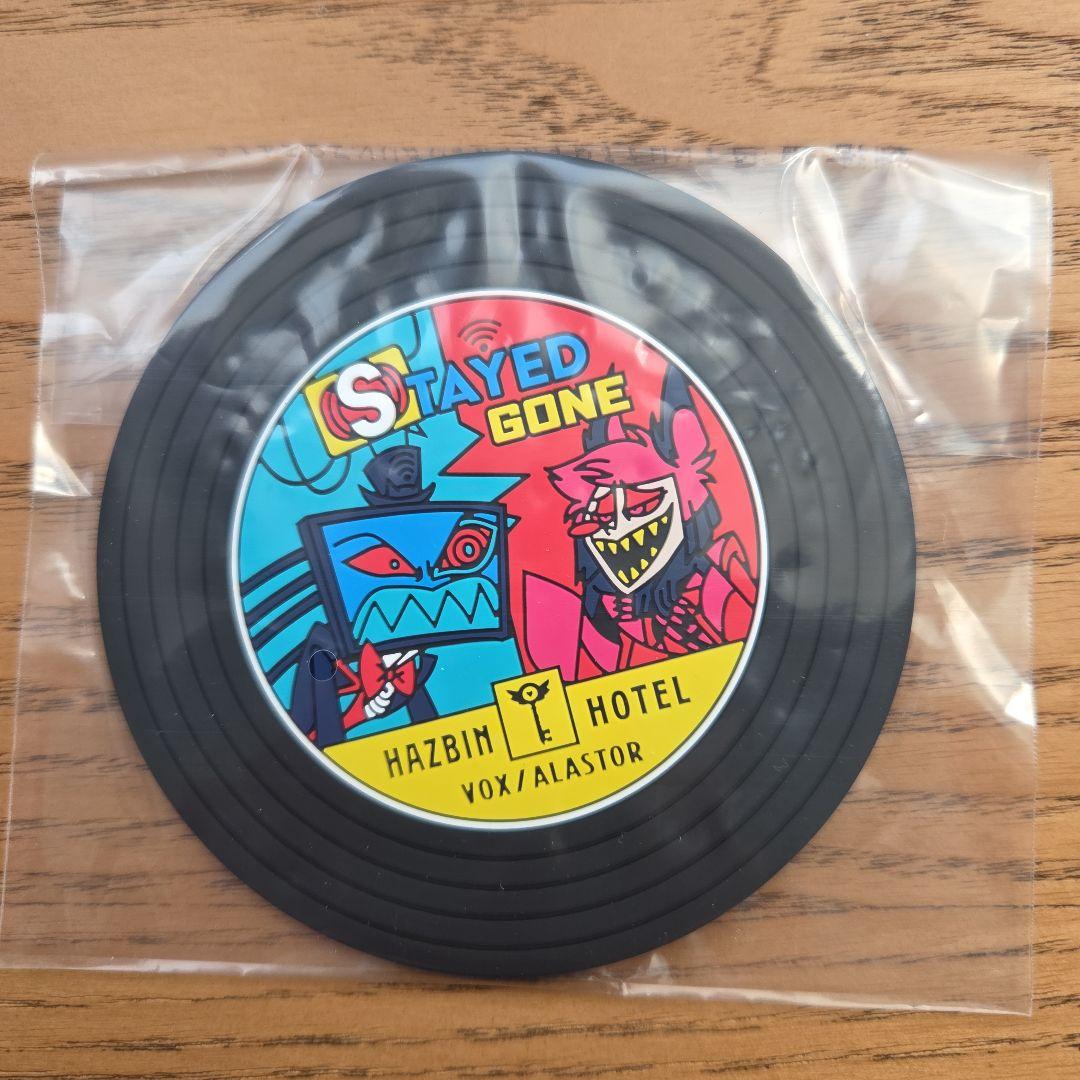 STAYED
GONE
HAZBIN HOTEL
VOX/ALASTOR